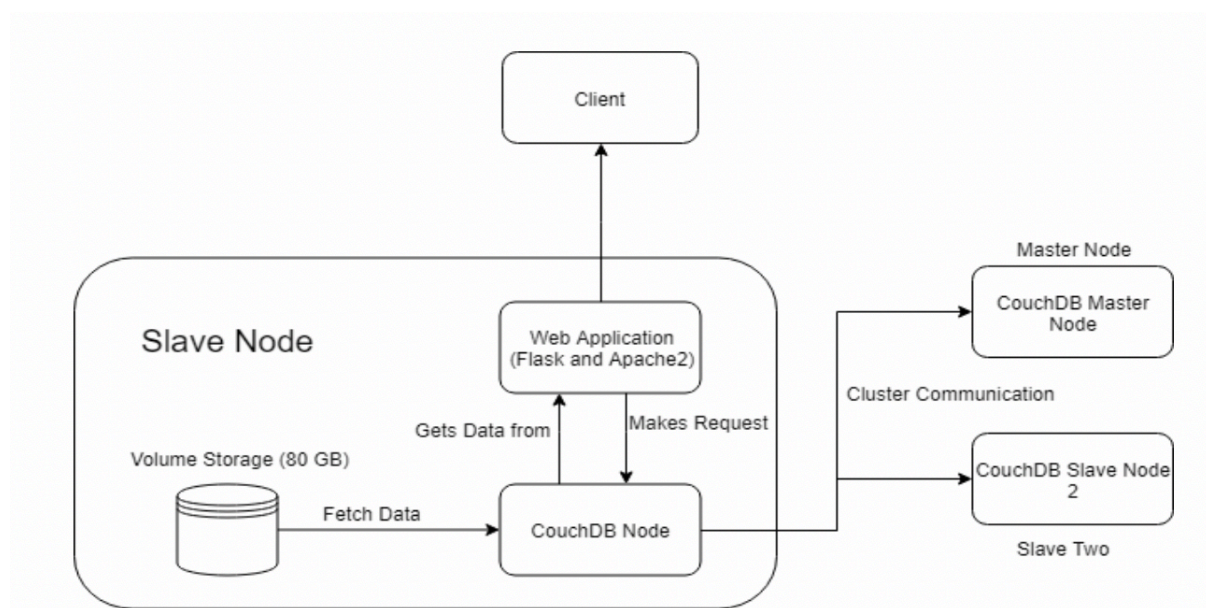 Client
Master Node
CouchDB Master
Node
Slave Node
Web Application
(Flask and Apache2)
Cluster Communication
Gets Data from
Makes Request
Volume Storage (80 GB)
CouchDB Slave Node
2
Fetch Data
CouchDB Node
Slave Two